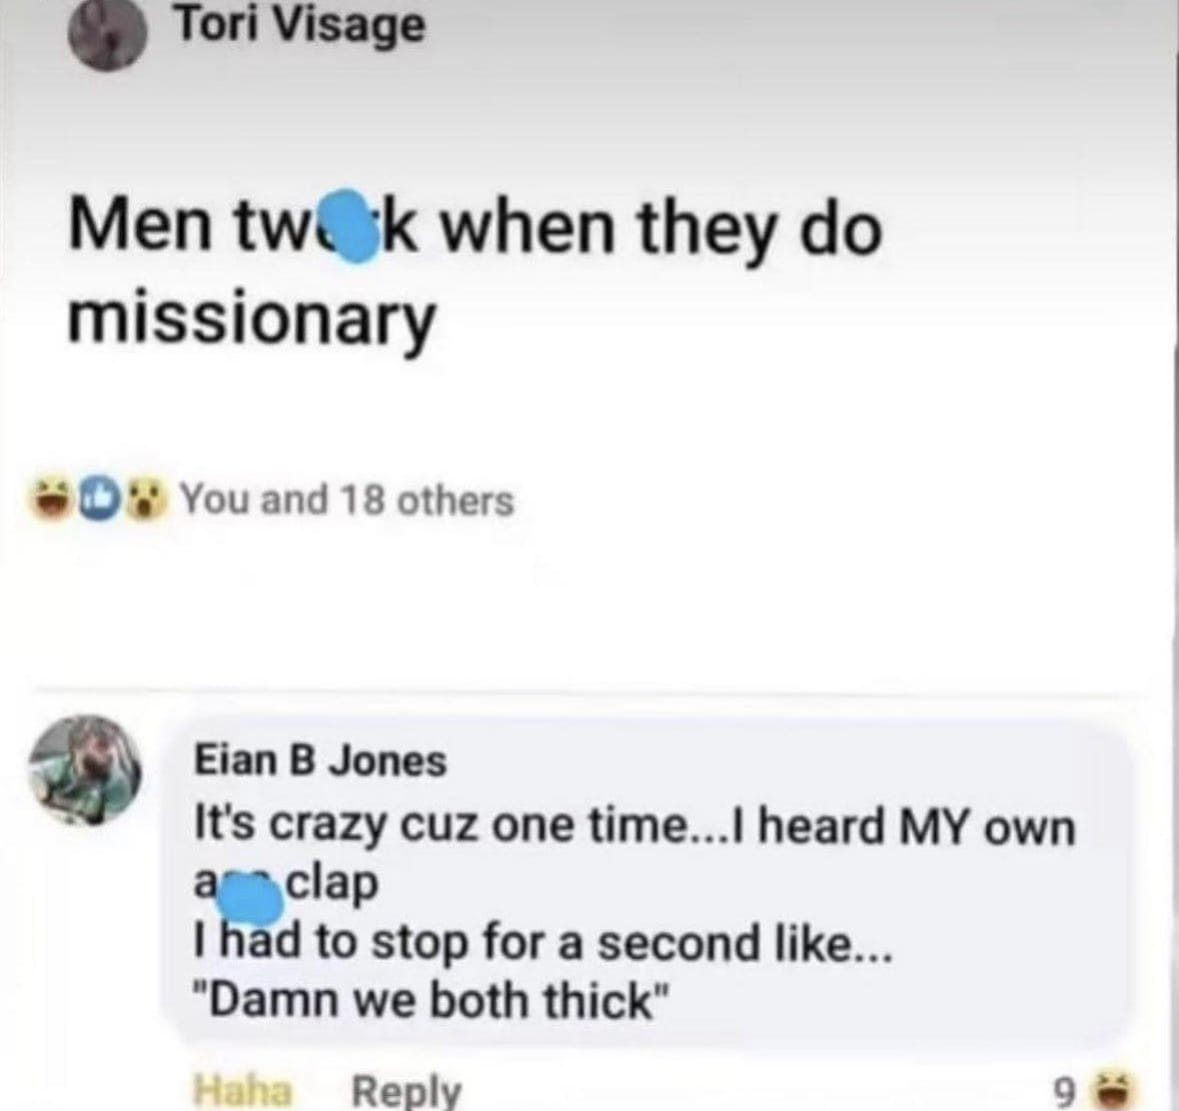 Tori Visage
Men tw k when they do
missionary
You and 18 others
Eian B Jones
It's crazy cuz one time...I heard MY own
a clap
I had to stop for a second like...
"Damn we both thick"
Haha Reply 9